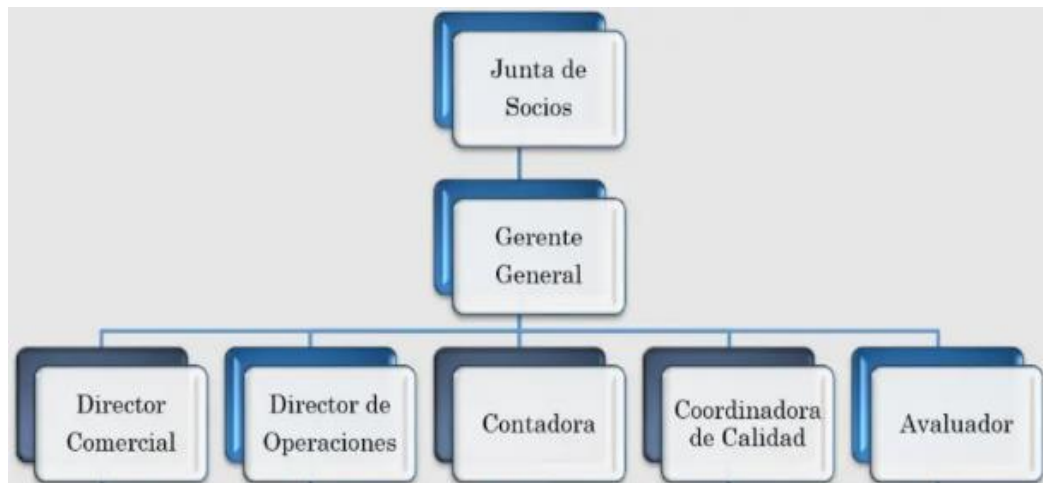 Junta de
Socios
Gerente
General
Director
Comercial
Director de
Operaciones
Contadora
Coordinadora
de Calidad
Avaluador